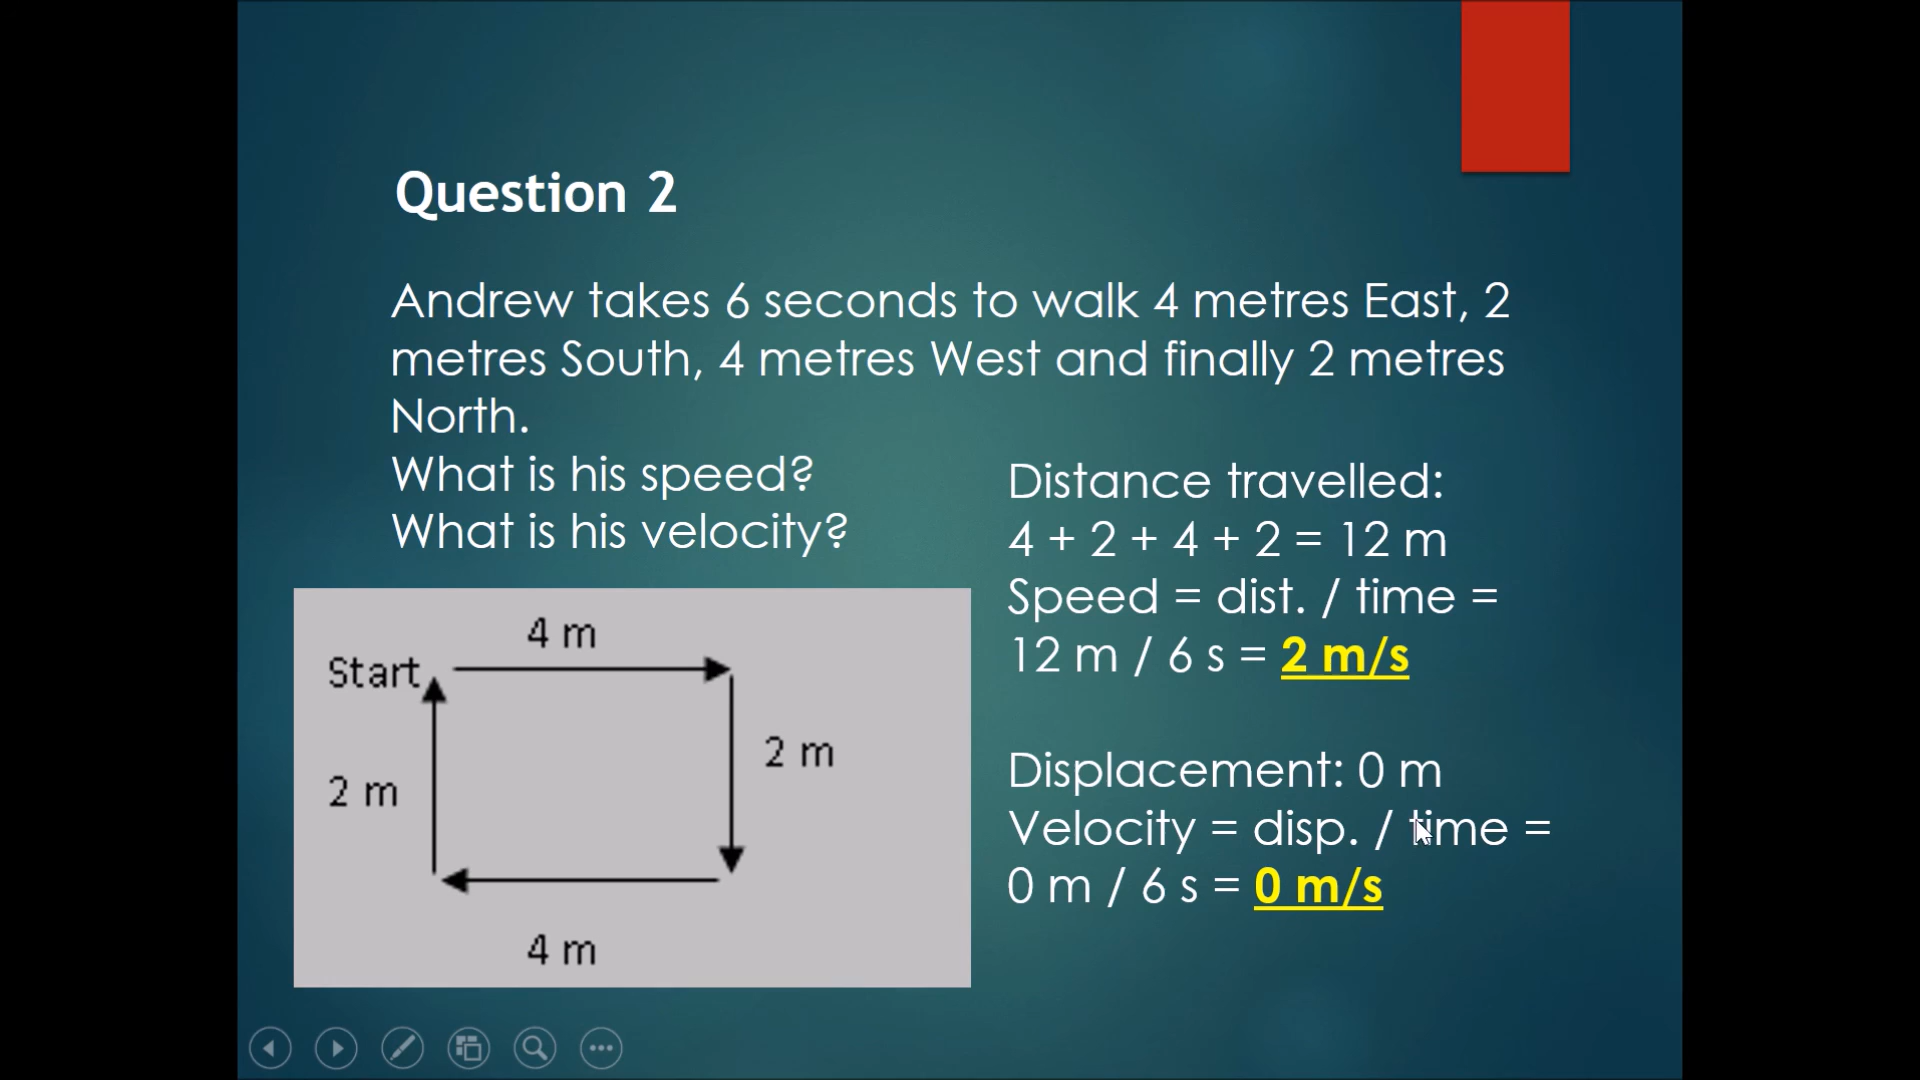 Question 2
Andrew takes 6 seconds to walk 4 metres East, 2
metres South, 4 metres West and finally 2 metres
North.
What is his speed?
What is his velocity?
Distance travelled:
4 + 2 + 4 + 2 = 12 m
Speed = dist. / time =
12 m / 6 s = 2 m/s
Displacement: 0 m
Velocity = disp. / time =
0 m / 6 s = 0 m/s
4 m
Start
2 m
2 m
4 m